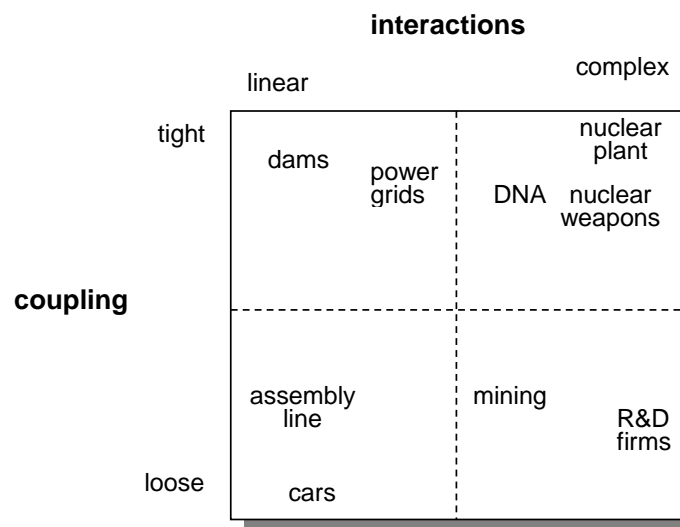 interactions
linear
complex
tight
dams
power
grids
nuclear
plant
DNA
nuclear
weapons
coupling
assembly
line
mining
R&D
firms
loose
cars